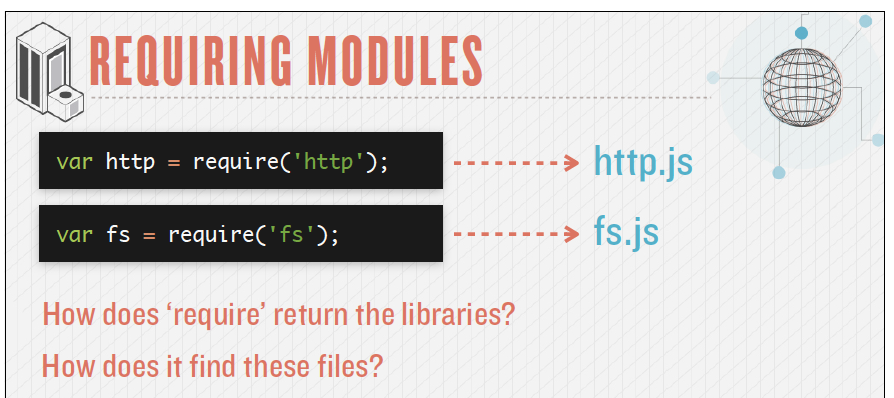 REQUIRING MODULES
var http = require('http');
http.js
var fs = require('fs');
fs.js
How does ‘require’ return the libraries?
How does it find these files?